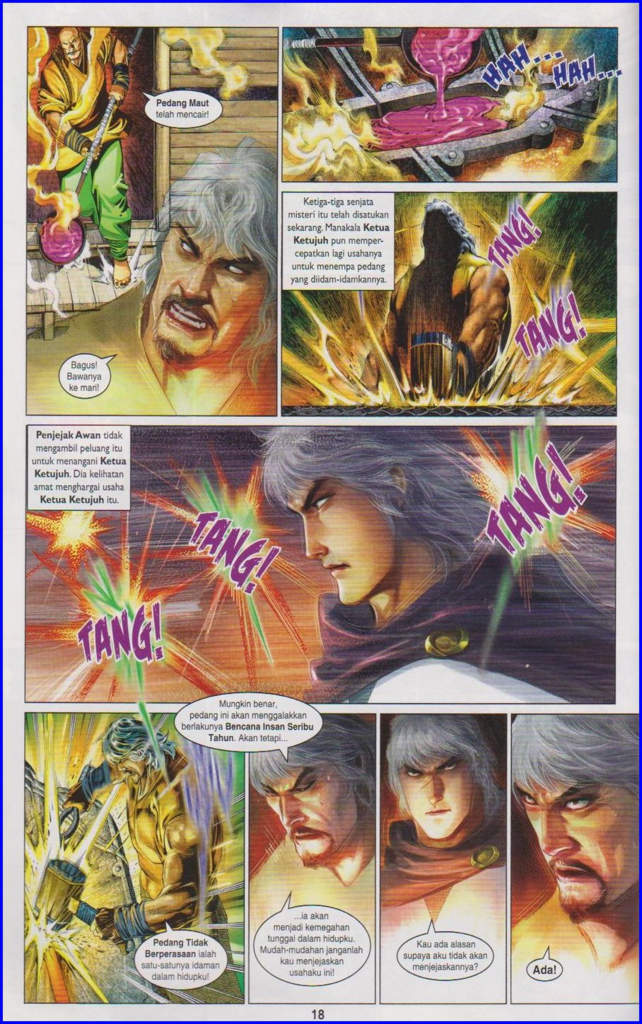 Pedang Maut
telah mencair!
HAH...
HAH...
Bagus!
Bawanya
ke mari!
Ketiga-tiga senjata
misteri itu telah disatukan
sekarang. Manakala Ketua
Ketujuh pun memper-
cepatkan lagi usahanya
untuk menempa pedang
yang diidam-idamkannya.
TANG!
TANG!
Penjejak Awan tidak
mengambil peluang itu
untuk menangani Ketua
Ketujuh. Dia kelihatan
amat menghargai usaha
Ketua Ketujuh itu.
TANG!
TANG!
TANG!
Mungkin benar,
pedang ini akan menggalakkan
berlakunya Bencana Insan Seribu
Tahun. Akan tetapi...
Pedang Tidak
Berperasaan ialah
satu-satunya idaman
dalam hidupku!
...ia akan
menjadi kemegahan
tunggal dalam hidupku.
Mudah-mudahan janganlah
kau menjejaskan
usahaku ini!
Kau ada alasan
supaya aku tidak akan
menjejaskannya?
Ada!
18